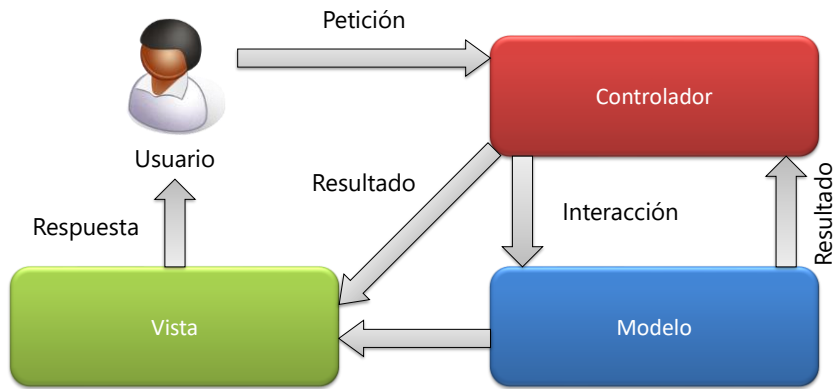 Petición
Controlador
Usuario
Resultado
Interacción
Resultado
Respuesta
Vista
Modelo